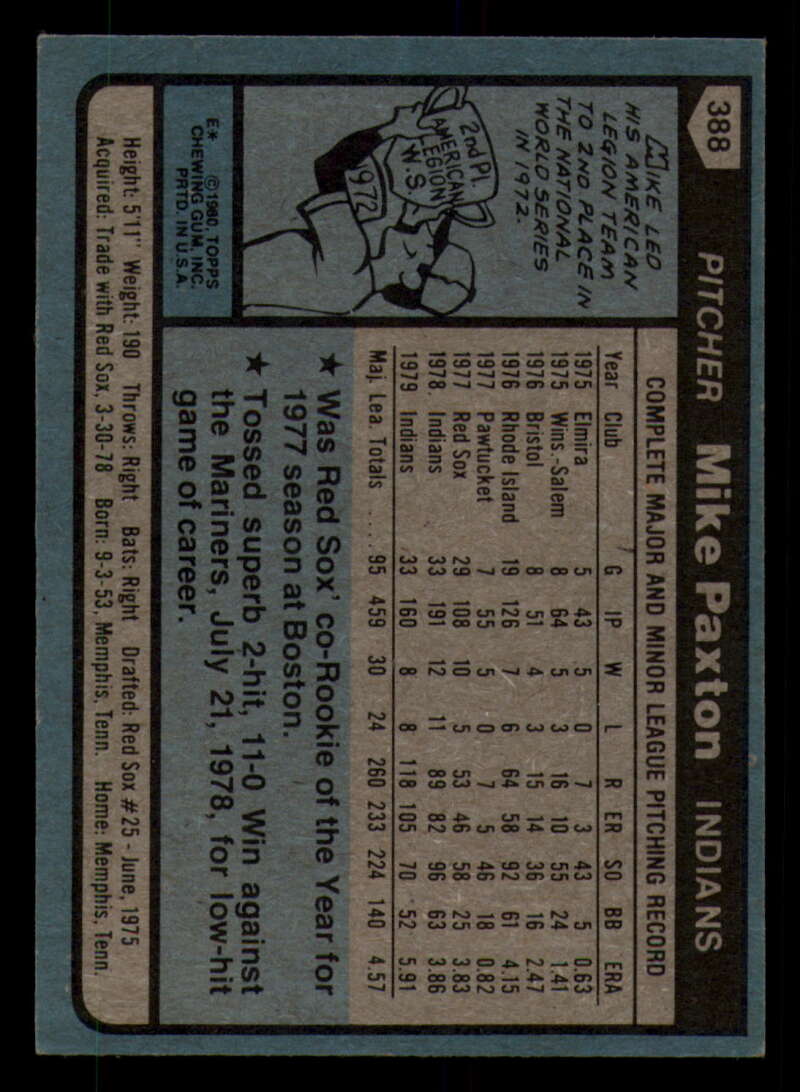 388 PITCHER Mike Paxton INDIANS
MIKE LED
HIS AMERICAN
LEGION TEAM
TO 2ND PLACE IN
THE NATIONAL
WORLD SERIES
IN 1972.
2nd Pl.
AMERICAN
LEGION
W.S.
1972
E* © 1980, TOPPS
CHEWING GUM, INC.
PRTD. IN U.S.A.
COMPLETE MAJOR AND MINOR LEAGUE PITCHING RECORD
Year Club G IP W L R ER SO BB ERA
1975 Elmira 5 43 5 0 7 3 43 5 0.63
1975 Wins.-Salem 8 64 5 3 16 10 55 24 1.41
1976 Bristol 8 51 4 3 15 14 36 16 2.47
1976 Rhode Island 19 126 7 6 64 58 92 61 4.15
1977 Pawtucket 7 55 5 0 7 5 46 18 0.82
1977 Red Sox 29 108 10 5 53 46 58 25 3.83
1978 Indians 33 191 12 11 89 82 96 63 3.86
1979 Indians 33 160 8 8 118 105 70 52 5.91
Maj. Lea. Totals .... 95 459 30 24 260 233 224 140 4.57
★ Was Red Sox' co-Rookie of the Year for
1977 season at Boston.
★ Tossed superb 2-hit, 11-0 Win against
the Mariners, July 21, 1978, for low-hit
game of career.
Height: 5'11" Weight: 190 Throws: Right Bats: Right Drafted: Red Sox #25 - June, 1975
Acquired: Trade with Red Sox, 3-30-78 Born: 9-3-53, Memphis, Tenn. Home: Memphis, Tenn.